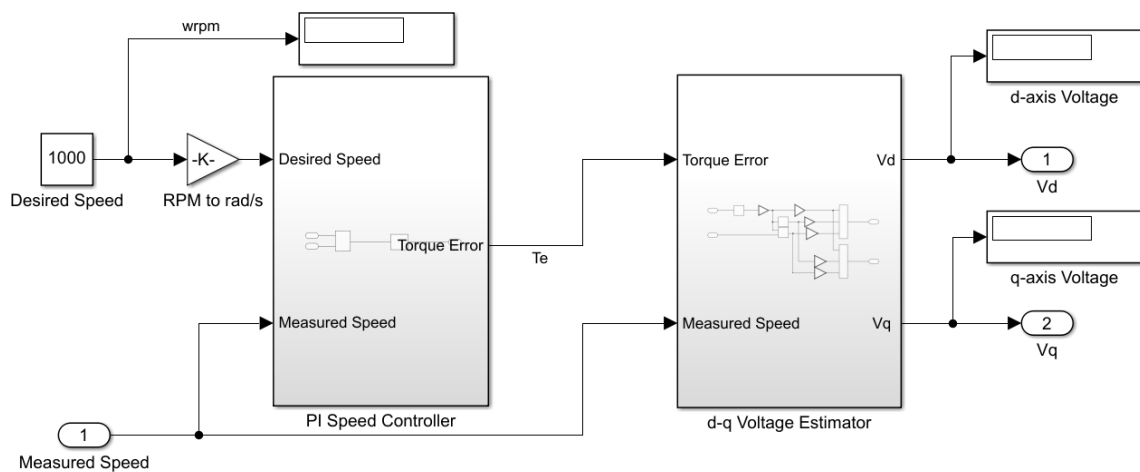 wrpm
1000
Desired Speed
-K-
RPM to rad/s
Desired Speed
Torque Error
Measured Speed
PI Speed Controller
Te
1
Measured Speed
Torque Error
Measured Speed
Vd
Vq
d-q Voltage Estimator
d-axis Voltage
1
Vd
q-axis Voltage
2
Vq